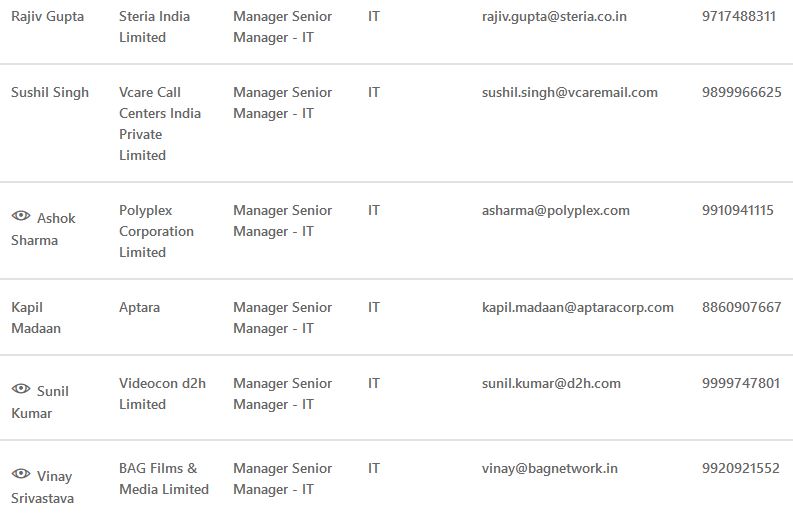 Rajiv Gupta Steria India Manager Senior IT rajiv.gupta@steria.co.in 9717488311
Limited Manager - IT
Sushil Singh Vcare Call Manager Senior IT sushil.singh@vcaremail.com 9899966625
Centers India Manager - IT
Private
Limited
Ashok Polyplex Manager Senior IT asharma@polyplex.com 9910941115
Sharma Corporation Manager - IT
Limited
Kapil Aptara Manager Senior IT kapil.madaan@aptaracorp.com 8860907667
Madaan Manager - IT
Sunil Videocon d2h Manager Senior IT sunil.kumar@d2h.com 9999747801
Kumar Limited Manager - IT
Vinay BAG Films & Manager Senior IT vinay@bagnetwork.in 9920921552
Srivastava Media Limited Manager - IT